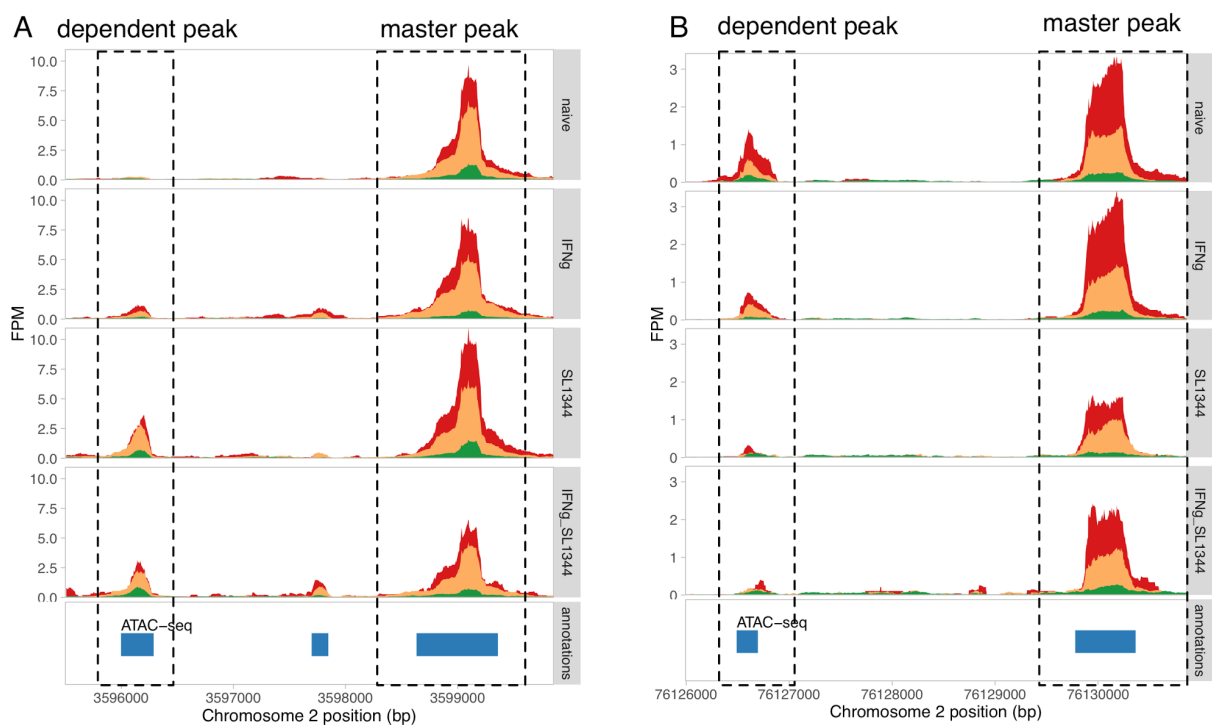 A
dependent peak
master peak
10.0
7.5
5.0
2.5
0.0
naive
10.0
7.5
5.0
2.5
0.0
IFNg
10.0
7.5
5.0
2.5
0.0
SL1344
10.0
7.5
5.0
2.5
0.0
IFNg_SL1344
FPM
ATAC−seq
annotations
35960000
35970000
35980000
35990000
Chromosome 2 position (bp)
B
dependent peak
master peak
3
2
1
0
naive
3
2
1
0
IFNg
3
2
1
0
SL1344
3
2
1
0
IFNg_SL1344
FPM
ATAC−seq
annotations
76126000
76127000
76128000
76129000
76130000
Chromosome 2 position (bp)